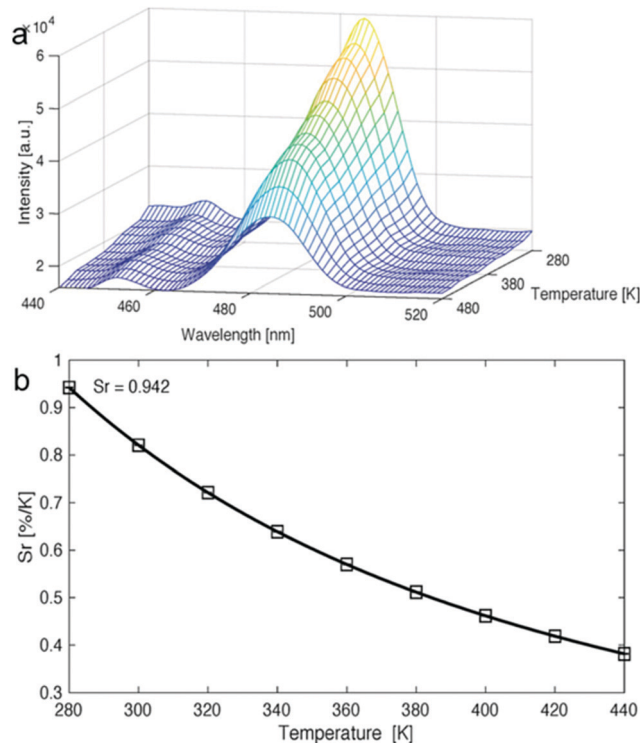 a
×10⁴
6
5
4
3
2
Intensity [a.u.]
440
460
480
500
520
Wavelength [nm]
280
380
480
Temperature [K]
b
1
0.9
0.8
0.7
0.6
0.5
0.4
0.3
Sr [%/K]
Sr = 0.942
280 300 320 340 360 380 400 420 440
Temperature [K]